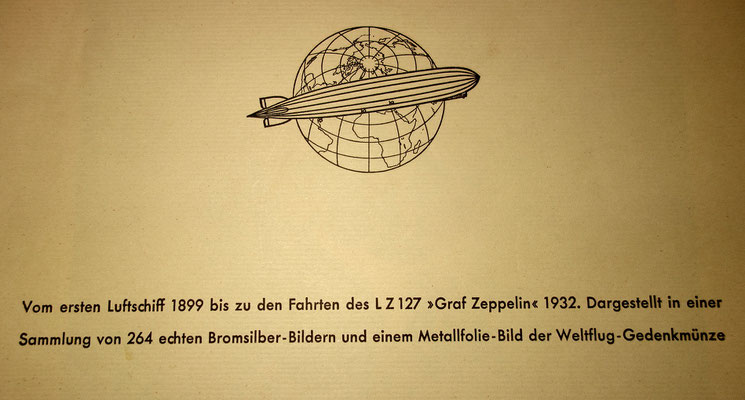 Vom ersten Luftschiff 1899 bis zu den Fahrten des L Z 127 »Graf Zeppelin« 1932. Dargestellt in einer
Sammlung von 264 echten Bromsilber-Bildern und einem Metallfolie-Bild der Weltflug-Gedenkmünze